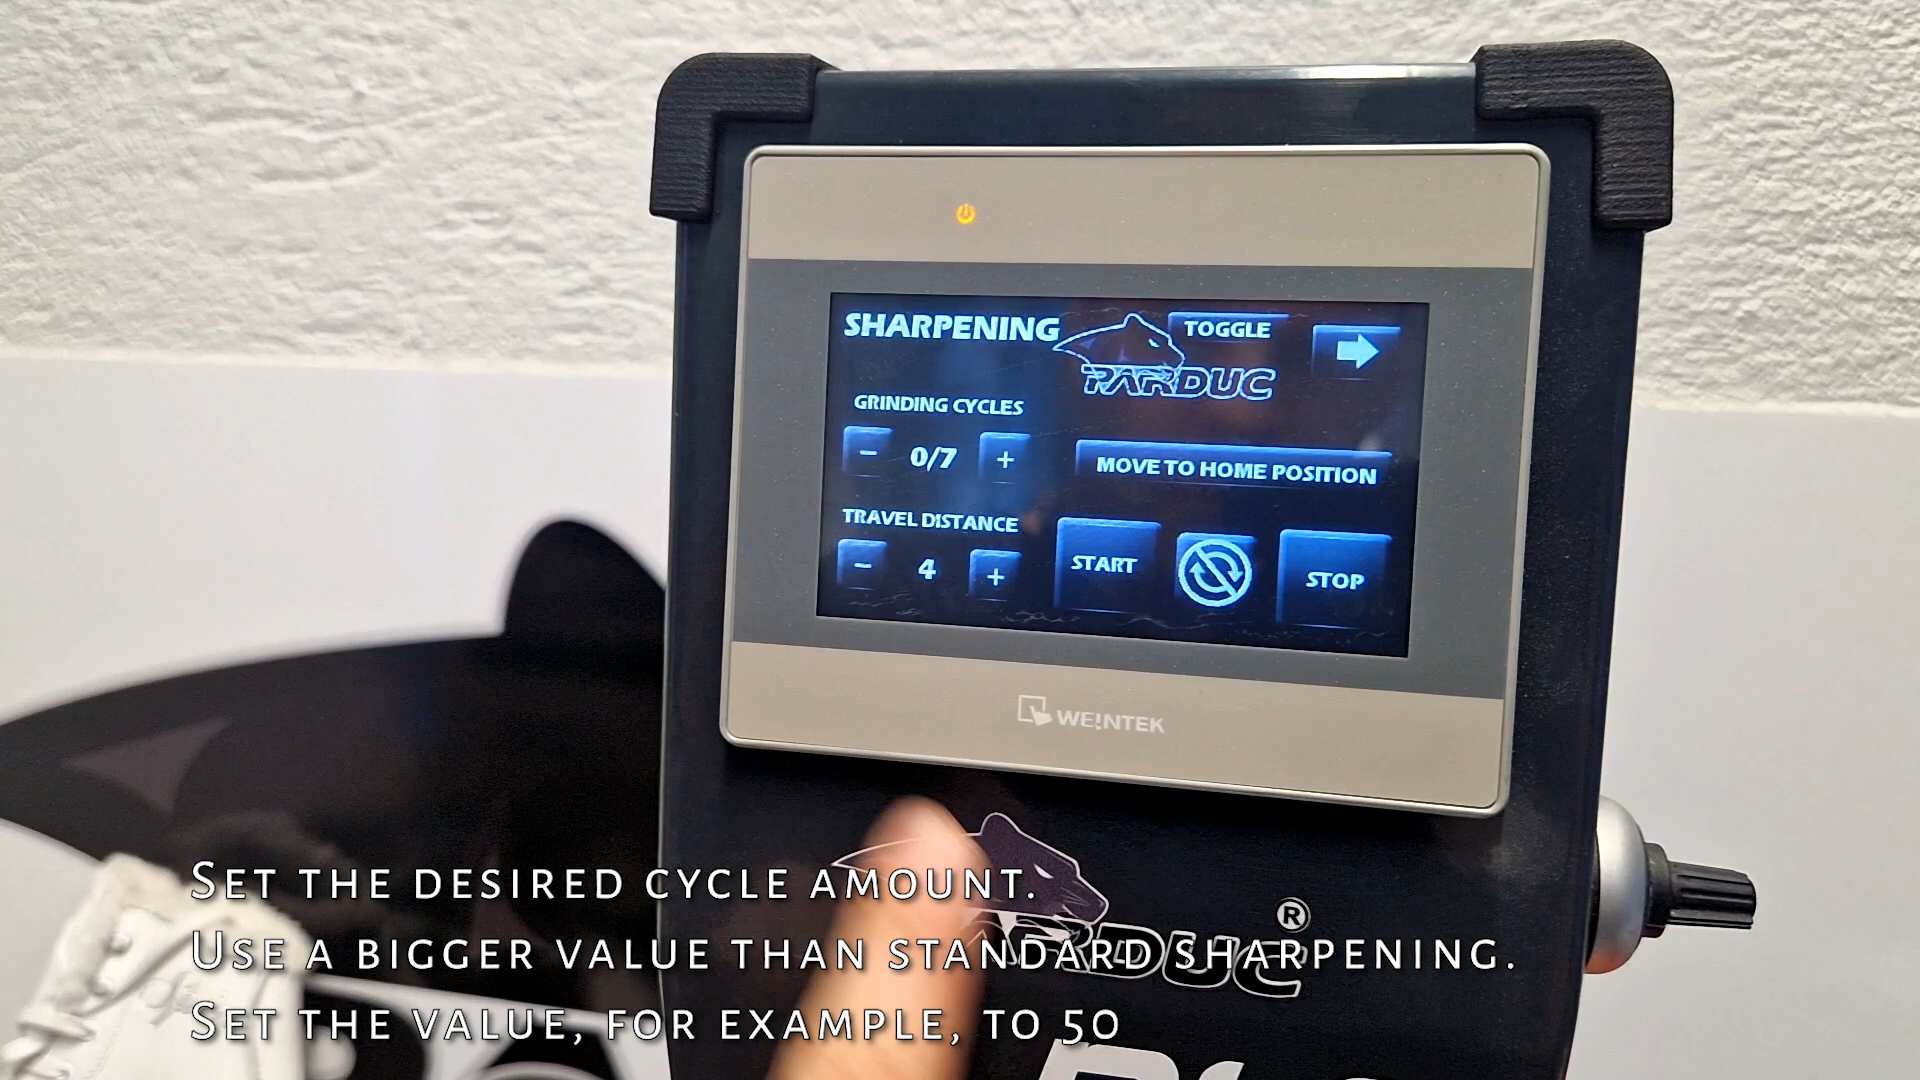 SHARPENING
TOGGLE
PARDUC
GRINDING CYCLES
- 0/7 +
MOVE TO HOME POSITION
TRAVEL DISTANCE
- 4 +
START
STOP
WEINTEK
PARDUC®
SET THE DESIRED CYCLE AMOUNT.
USE A BIGGER VALUE THAN STANDARD SHARPENING.
SET THE VALUE, FOR EXAMPLE, TO 50